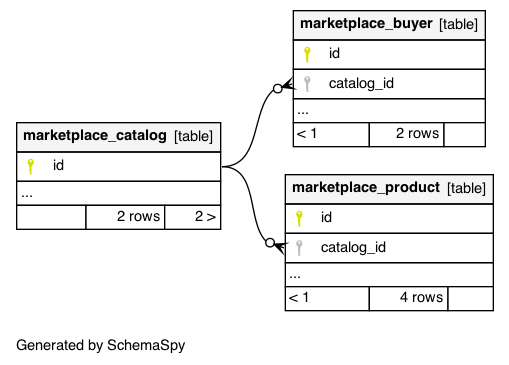 marketplace_buyer [table]
id
catalog_id
...
< 1 2 rows
marketplace_catalog [table]
id
...
2 rows 2 >
marketplace_product [table]
id
catalog_id
...
< 1 4 rows
Generated by SchemaSpy